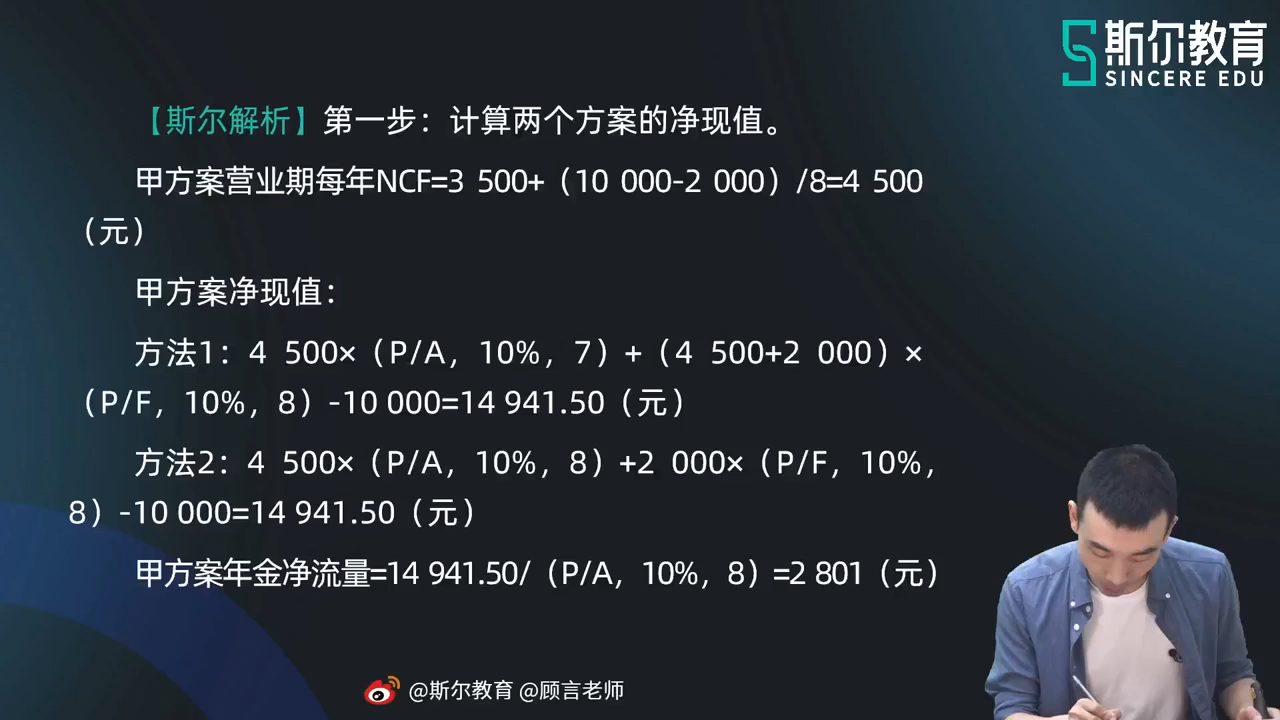 斯尔教育
SINCERE EDU
【斯尔解析】第一步：计算两个方案的净现值。
甲方案营业期每年NCF=3 500+（10 000-2 000）/8=4 500
（元）
甲方案净现值：
方法1：4 500×（P/A，10%，7）+（4 500+2 000）×
（P/F，10%，8）-10 000=14 941.50（元）
方法2：4 500×（P/A，10%，8）+2 000×（P/F，10%，
8）-10 000=14 941.50（元）
甲方案年金净流量=14 941.50/（P/A，10%，8）=2 801（元）
@斯尔教育 @顾言老师